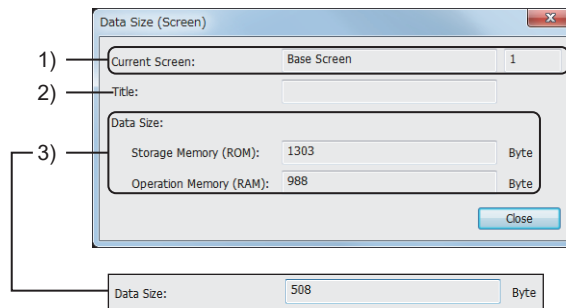 Data Size (Screen)
x
1) Current Screen: Base Screen 1
2) Title:
3) Data Size:
Storage Memory (ROM): 1303 Byte
Operation Memory (RAM): 988 Byte
Close
Data Size: 508 Byte